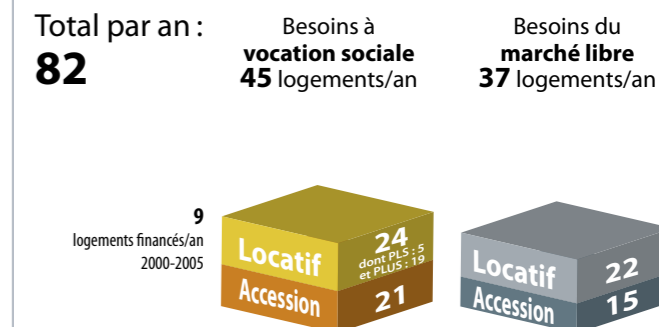 Total par an :
82
Besoins à
vocation sociale
45 logements/an
Besoins du
marché libre
37 logements/an
9
logements financés/an
2000-2005
Locatif
24
dont PLS : 5
et PLUS : 19
Accession
21
Locatif
22
Accession
15